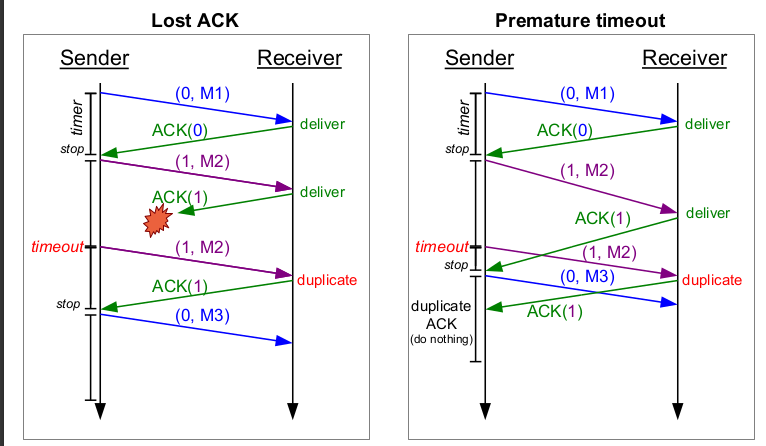 Lost ACK
Sender
Receiver
timer
(0, M1)
deliver
ACK(0)
stop
(1, M2)
deliver
ACK(1)
timeout
(1, M2)
duplicate
ACK(1)
stop
(0, M3)
Premature timeout
Sender
Receiver
timer
(0, M1)
deliver
ACK(0)
stop
(1, M2)
deliver
ACK(1)
timeout
(1, M2)
stop
(0, M3)
duplicate
duplicate
ACK
(do nothing)
ACK(1)